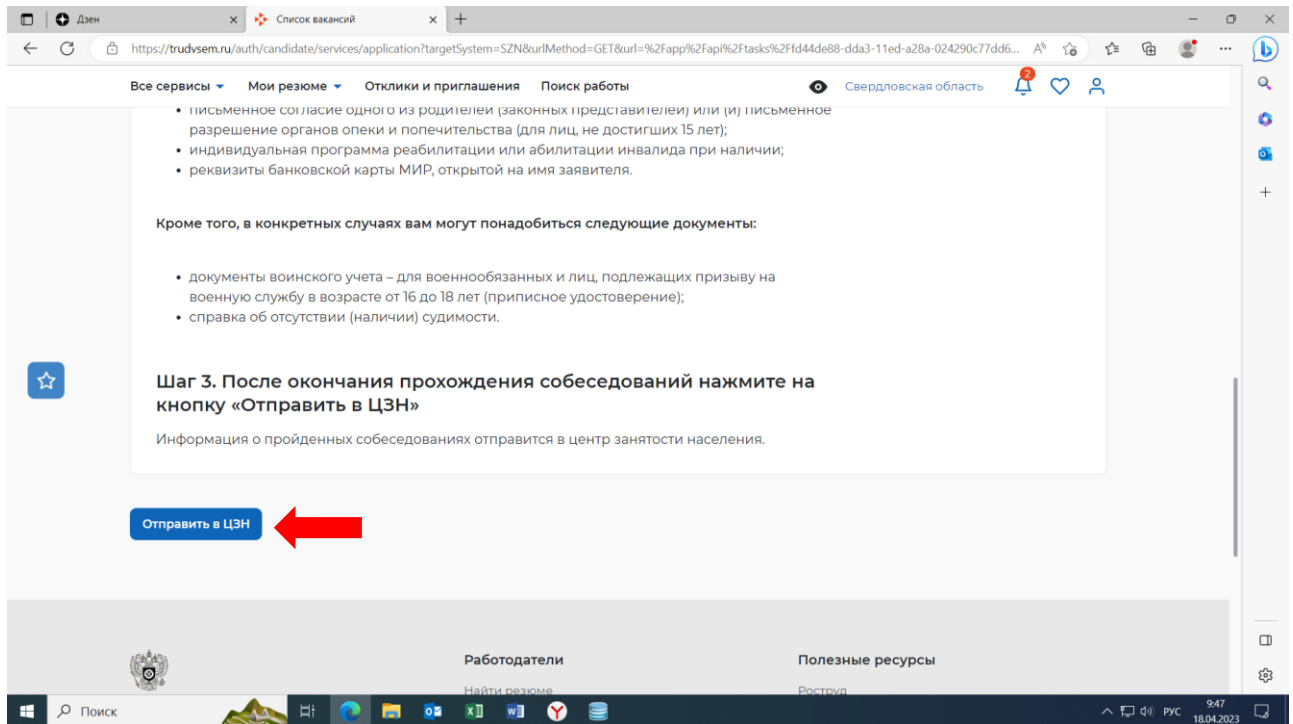 Дзен
Список вакансий
https://trudvsem.ru/auth/candidate/services/application?targetSystem=SZN&urlMethod=GET&url=%2Fapp%2Fapi%2Ftasks%2Ffd44de88-dda3-11ed-a28a-024290c77dd6...
Все сервисы Мои резюме Отклики и приглашения Поиск работы Свердловская область 2
• письменное согласие одного из родителей (законных представителей) или (и) письменное
разрешение органов опеки и попечительства (для лиц, не достигших 15 лет);
• индивидуальная программа реабилитации или абилитации инвалида при наличии;
• реквизиты банковской карты МИР, открытой на имя заявителя.
Кроме того, в конкретных случаях вам могут понадобиться следующие документы:
• документы воинского учета – для военнообязанных и лиц, подлежащих призыву на
военную службу в возрасте от 16 до 18 лет (приписное удостоверение);
• справка об отсутствии (наличии) судимости.
Шаг 3. После окончания прохождения собеседований нажмите на
кнопку «Отправить в ЦЗН»
Информация о пройденных собеседованиях отправится в центр занятости населения.
Отправить в ЦЗН
Работодатели
Полезные ресурсы
Найти резюме
Роструд
Поиск
РУС
9:47
18.04.2023